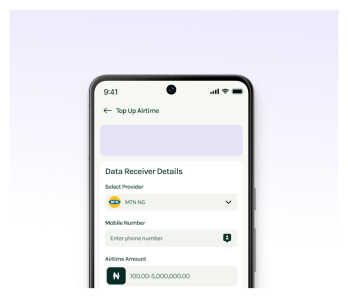 9:41
Top Up Airtime
Data Receiver Details
Select Provider
MTN NG
Mobile Number
Enter phone number
Airtime Amount
₦ 100.00-5,000,000.00